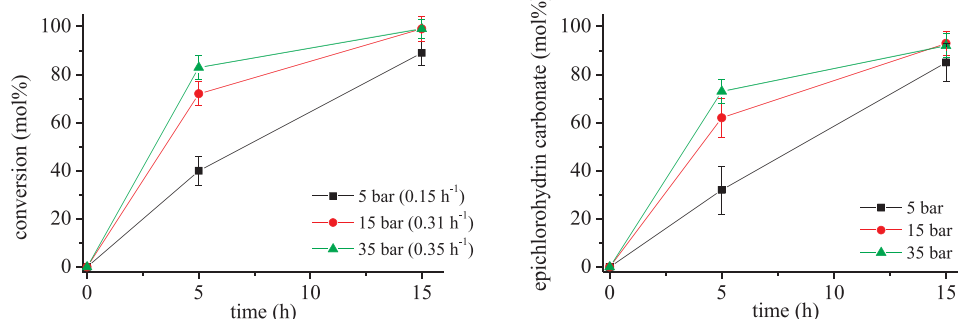 conversion (mol%)
100
80
60
40
20
0
5 bar (0.15 h⁻¹)
15 bar (0.31 h⁻¹)
35 bar (0.35 h⁻¹)
0
5
10
15
time (h)
epichlorohydrin carbonate (mol%)
100
80
60
40
20
0
5 bar
15 bar
35 bar
0
5
10
15
time (h)